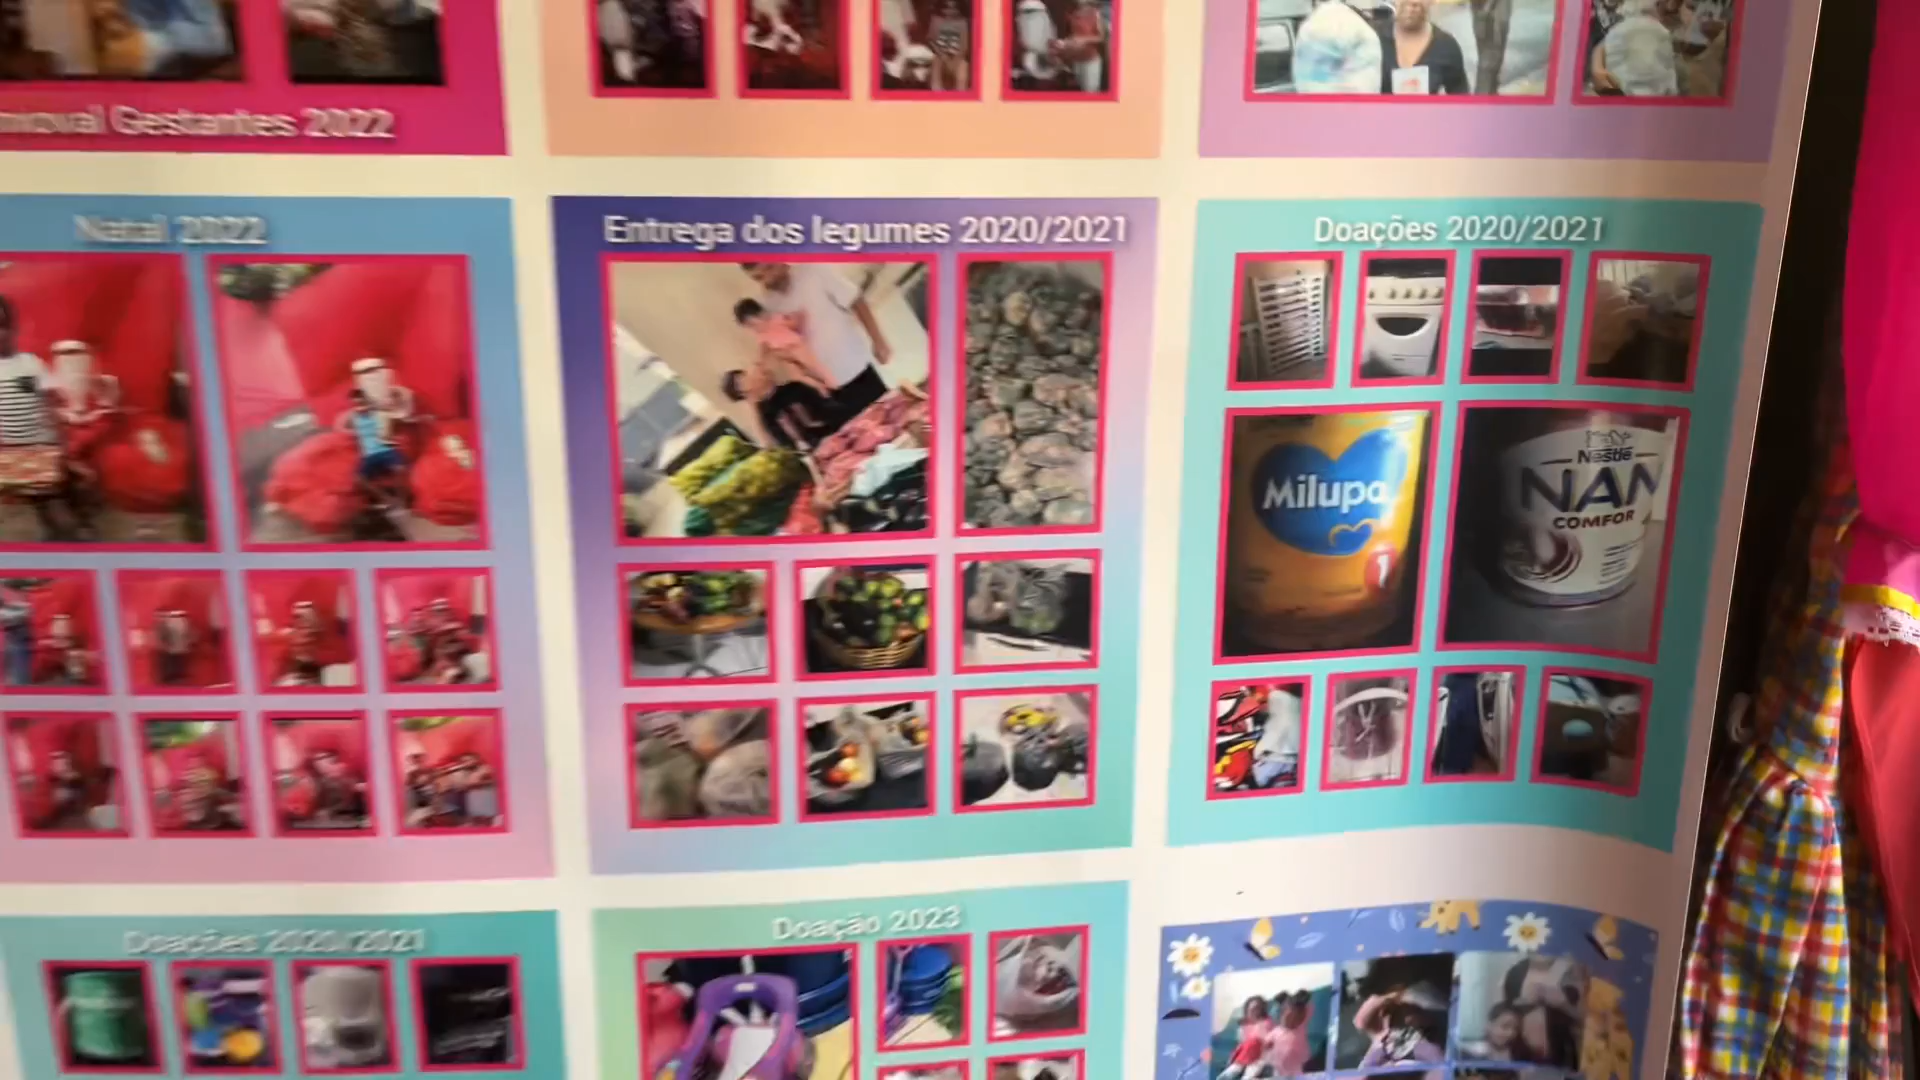 Gestantes 2022
Natal 2022
Entrega dos legumes 2020/2021
Doações 2020/2021
Milupa
1
Nestlé
NAN
COMFOR
Doações 2020/2021
Doação 2023